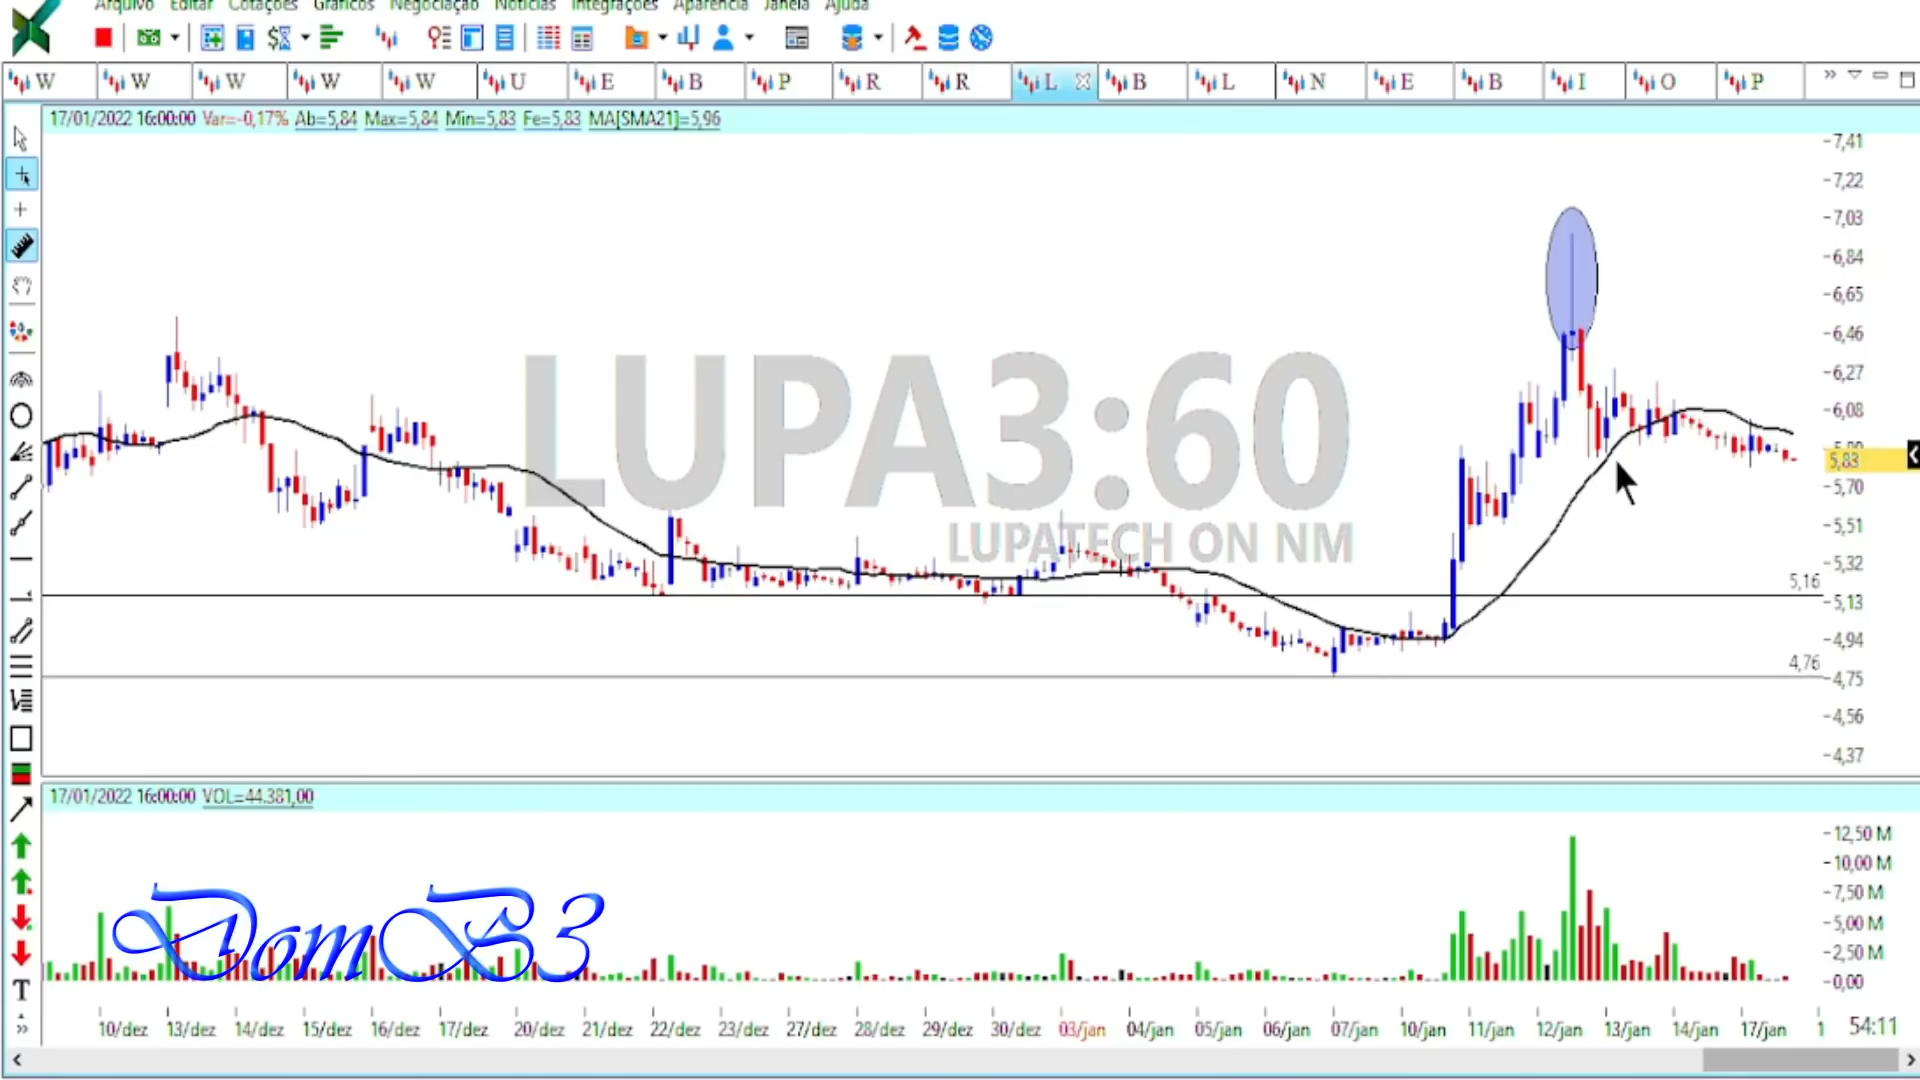 Arquivo Editar Cotações Gráficos Negociação Notícias Integrações Aparência Janela Ajuda
W W W W W U E B P R R L B L N E B I O P
17/01/2022 16:00:00 Var=-0,17% Ab=5,84 Max=5,84 Min=5,83 Fe=5,83 MA[SMA21]=5,96
7,41
7,22
7,03
6,84
6,65
6,46
6,27
6,08
5,83
5,70
5,51
5,32
5,16
5,13
4,94
4,76
4,75
4,56
4,37
LUPA3:60
LUPATECH ON NM
17/01/2022 16:00:00 VOL=44.381,00
12,50 M
10,00 M
7,50 M
5,00 M
2,50 M
0,00
DomB3
T
10/dez 13/dez 14/dez 15/dez 16/dez 17/dez 20/dez 21/dez 22/dez 23/dez 27/dez 28/dez 29/dez 30/dez 03/jan 04/jan 05/jan 06/jan 07/jan 10/jan 11/jan 12/jan 13/jan 14/jan 17/jan 1 54:11